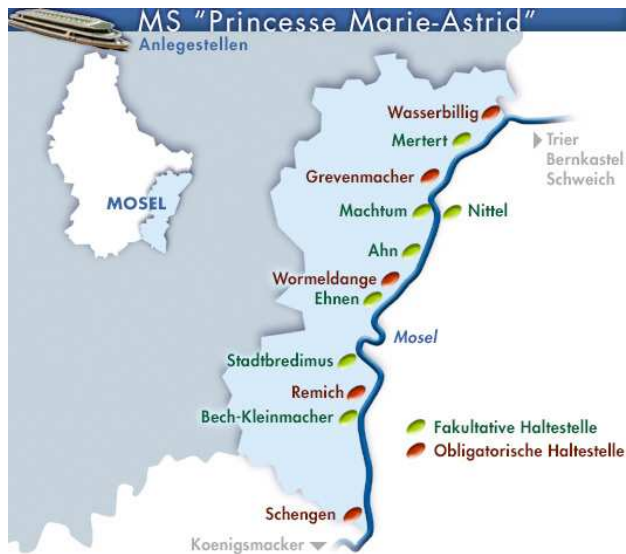 MS "Princesse Marie-Astrid"
Anlegestellen
Wasserbillig
Mertert
Trier
Bernkastel
Schweich
Grevenmacher
MOSEL
Machtum
Nittel
Ahn
Wormeldange
Ehnen
Mosel
Stadtbredimus
Remich
Bech-Kleinmacher
Fakultative Haltestelle
Obligatorische Haltestelle
Schengen
Koenigsmacker